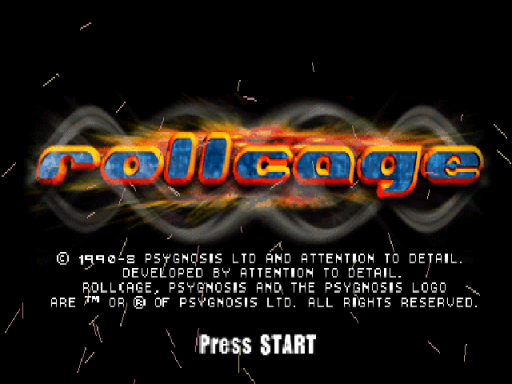 rollcage
© 1990-8 PSYGNOSIS LTD AND ATTENTION TO DETAIL.
DEVELOPED BY ATTENTION TO DETAIL.
ROLLCAGE, PSYGNOSIS AND THE PSYGNOSIS LOGO
ARE ™ OR ® OF PSYGNOSIS LTD. ALL RIGHTS RESERVED.
Press START